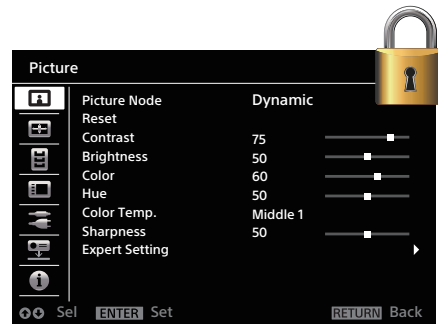 Picture
Picture Node Dynamic
Reset
Contrast 75
Brightness 50
Color 60
Hue 50
Color Temp. Middle 1
Sharpness 50
Expert Setting
Sel ENTER Set RETURN Back